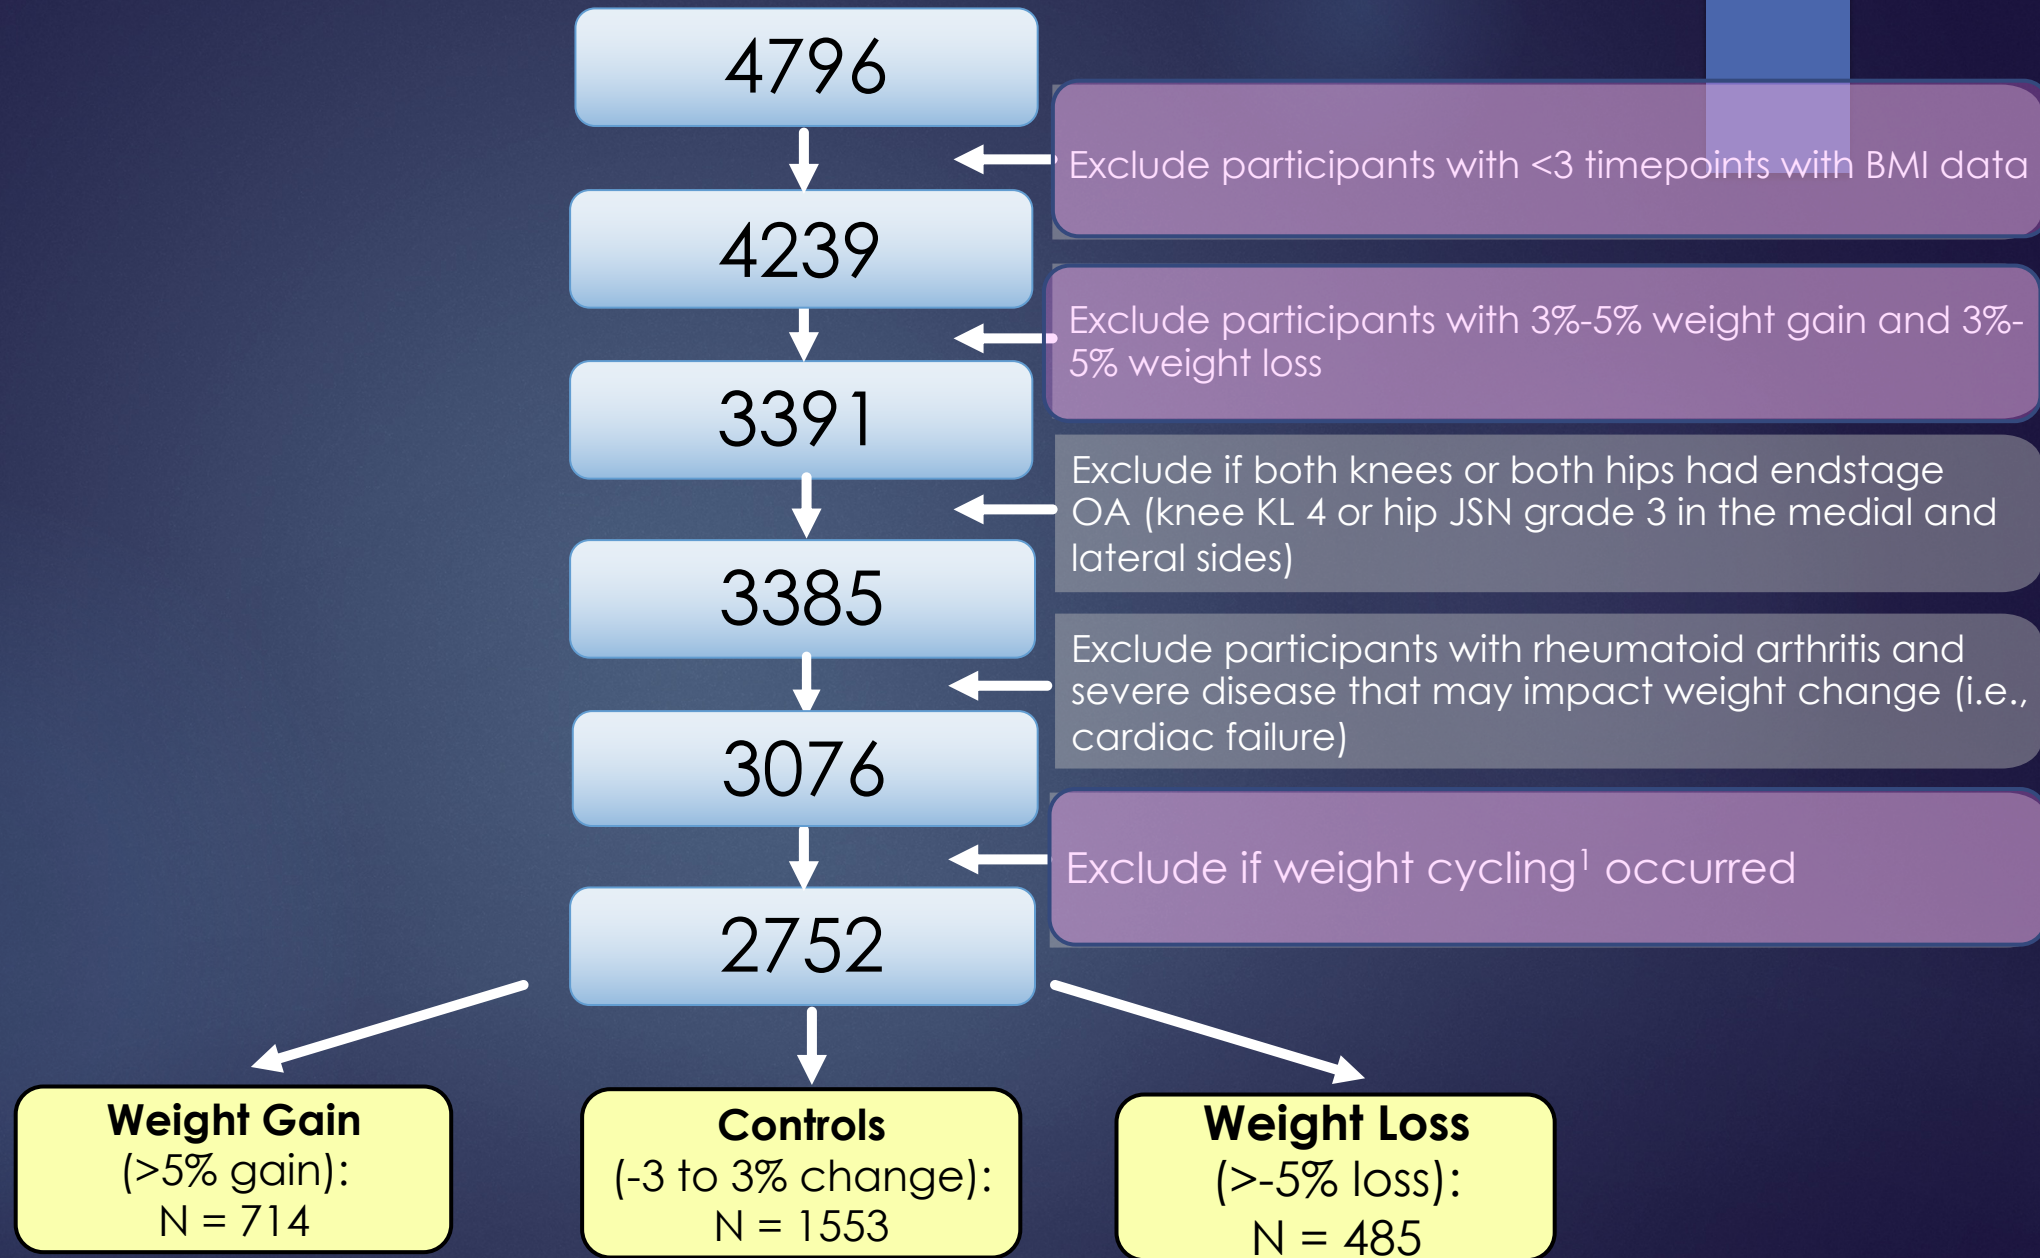 4796
Exclude participants with <3 timepoints with BMI data
4239
Exclude participants with 3%-5% weight gain and 3%-
5% weight loss
3391
Exclude if both knees or both hips had endstage
OA (knee KL 4 or hip JSN grade 3 in the medial and
lateral sides)
3385
Exclude participants with rheumatoid arthritis and
severe disease that may impact weight change (i.e.,
cardiac failure)
3076
Exclude if weight cycling¹ occurred
2752
Weight Gain
(>5% gain):
N = 714
Controls
(-3 to 3% change):
N = 1553
Weight Loss
(>-5% loss):
N = 485